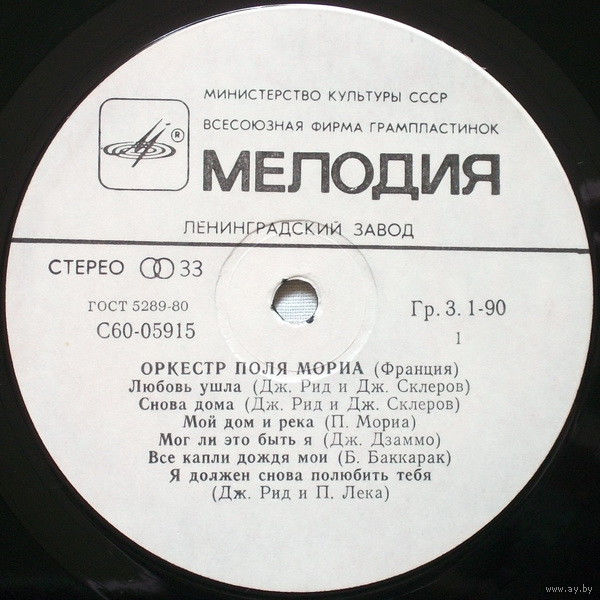 МИНИСТЕРСТВО КУЛЬТУРЫ СССР
ВСЕСОЮЗНАЯ ФИРМА ГРАМПЛАСТИНОК
®
МЕЛОДИЯ
ЛЕНИНГРАДСКИЙ ЗАВОД
СТЕРЕО 33
ГОСТ 5289-80
С60-05915
Гр. 3. 1-90
1
ОРКЕСТР ПОЛЯ МОРИА (Франция)
Любовь ушла (Дж. Рид и Дж. Склеров)
Снова дома (Дж. Рид и Дж. Склеров)
Мой дом и река (П. Мориа)
Мог ли это быть я (Дж. Дзаммо)
Все капли дождя мои (Б. Баккарак)
Я должен снова полюбить тебя
(Дж. Рид и П. Лека)
www.ay.by